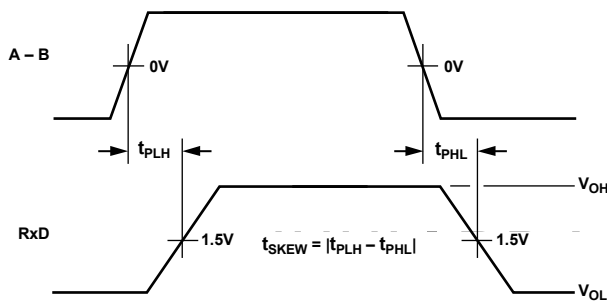 A – B
0V
0V
tPLH
tPHL
VOH
RxD
1.5V
tSKEW = |tPLH – tPHL|
1.5V
VOL